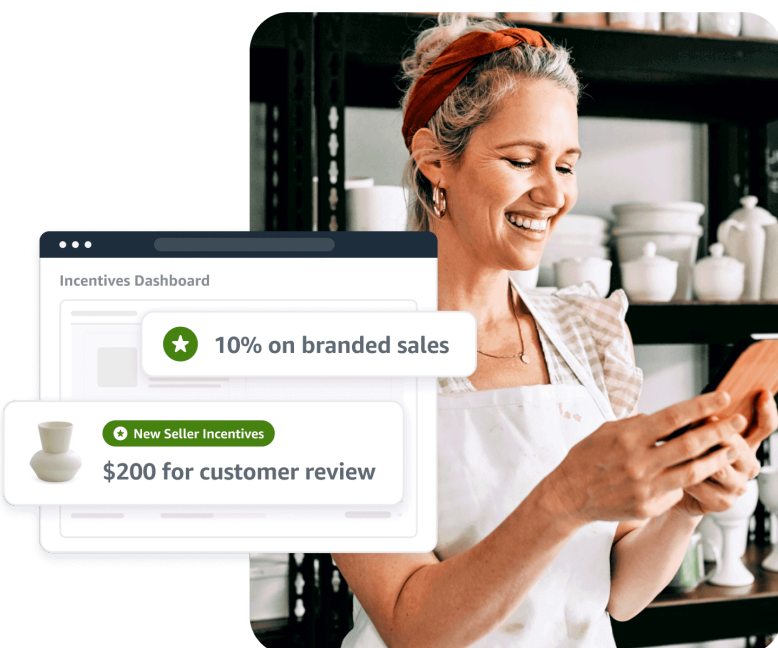 Incentives Dashboard
10% on branded sales
New Seller Incentives
$200 for customer review